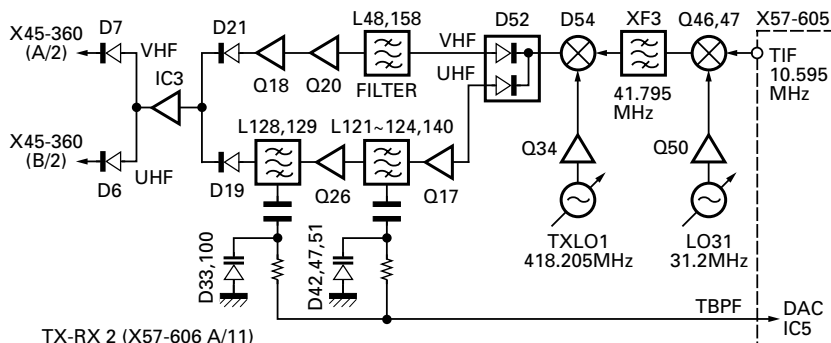 D7
D21
L48,158
D52
D54
XF3
Q46,47
X57-605
X45-360
(A/2)
VHF
IC3
Q18
Q20
FILTER
VHF
UHF
TIF
10.595
MHz
41.795
MHz
X45-360
(B/2)
UHF
D6
D19
L128,129
Q26
L121~124,140
Q17
Q34
Q50
TXLO1
418.205MHz
LO31
31.2MHz
D33,100
D42,47,51
TBPF
DAC
IC5
TX-RX 2 (X57-606 A/11)